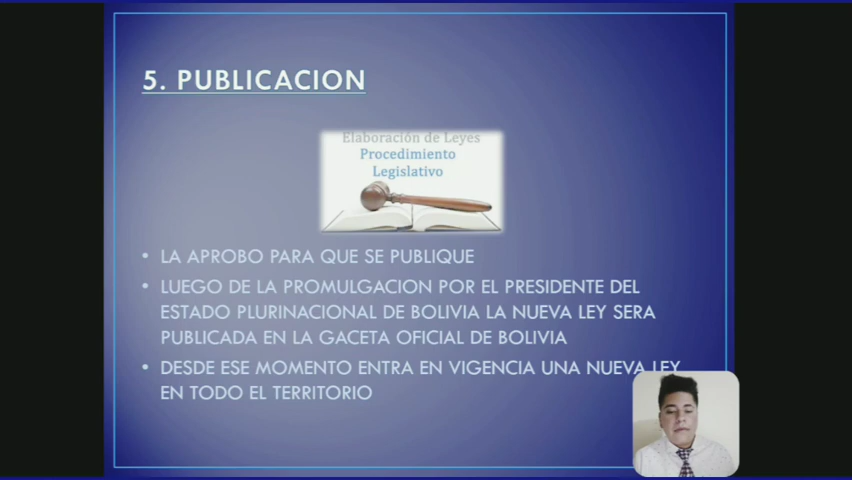 5. PUBLICACION
Elaboración de Leyes
Procedimiento
Legislativo
• LA APROBO PARA QUE SE PUBLIQUE
• LUEGO DE LA PROMULGACION POR EL PRESIDENTE DEL
ESTADO PLURINACIONAL DE BOLIVIA LA NUEVA LEY SERA
PUBLICADA EN LA GACETA OFICIAL DE BOLIVIA
• DESDE ESE MOMENTO ENTRA EN VIGENCIA UNA NUEVA LEY
EN TODO EL TERRITORIO